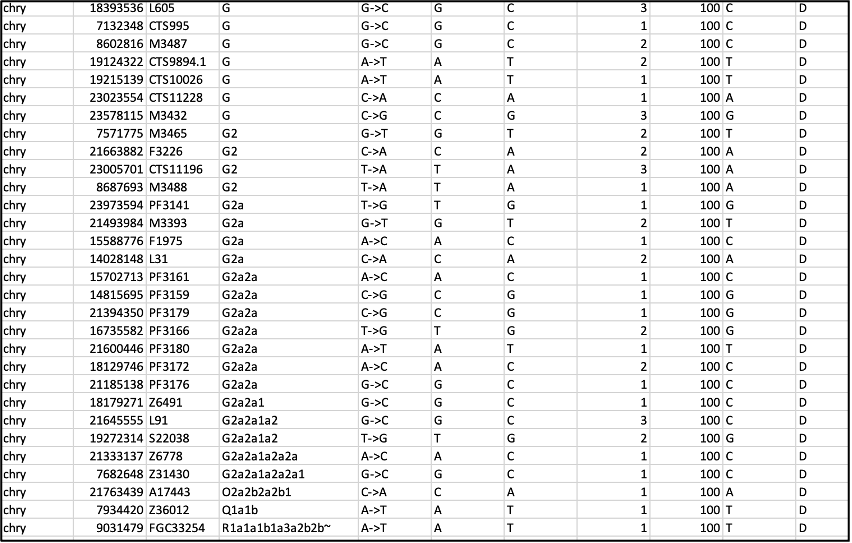 chry 18393536 L605 G G->C G C 3 100 C D
chry 7132348 CTS995 G G->C G C 1 100 C D
chry 8602816 M3487 G G->C G C 2 100 C D
chry 19124322 CTS9894.1 G A->T A T 2 100 T D
chry 19215139 CTS10026 G A->T A T 1 100 T D
chry 23023554 CTS11228 G C->A C A 1 100 A D
chry 23578115 M3432 G C->G C G 3 100 G D
chry 7571775 M3465 G2 G->T G T 2 100 T D
chry 21663882 F3226 G2 C->A C A 2 100 A D
chry 23005701 CTS11196 G2 T->A T A 3 100 A D
chry 8687693 M3488 G2 T->A T A 1 100 A D
chry 23973594 PF3141 G2a T->G T G 1 100 G D
chry 21493984 M3393 G2a G->T G T 2 100 T D
chry 15588776 F1975 G2a A->C A C 1 100 C D
chry 14028148 L31 G2a C->A C A 2 100 A D
chry 15702713 PF3161 G2a2a A->C A C 1 100 C D
chry 14815695 PF3159 G2a2a C->G C G 1 100 G D
chry 21394350 PF3179 G2a2a C->G C G 1 100 G D
chry 16735582 PF3166 G2a2a T->G T G 2 100 G D
chry 21600446 PF3180 G2a2a A->T A T 1 100 T D
chry 18129746 PF3172 G2a2a A->C A C 2 100 C D
chry 21185138 PF3176 G2a2a G->C G C 1 100 C D
chry 18179271 Z6491 G2a2a1 G->C G C 1 100 C D
chry 21645555 L91 G2a2a1a2 G->C G C 3 100 C D
chry 19272314 S22038 G2a2a1a2 T->G T G 2 100 G D
chry 21333137 Z6778 G2a2a1a2a2a A->C A C 1 100 C D
chry 7682648 Z31430 G2a2a1a2a2a1 G->C G C 1 100 C D
chry 21763439 A17443 O2a2b2a2b1 C->A C A 1 100 A D
chry 7934420 Z36012 Q1a1b A->T A T 1 100 T D
chry 9031479 FGC33254 R1a1a1b1a3a2b2b~ A->T A T 1 100 T D